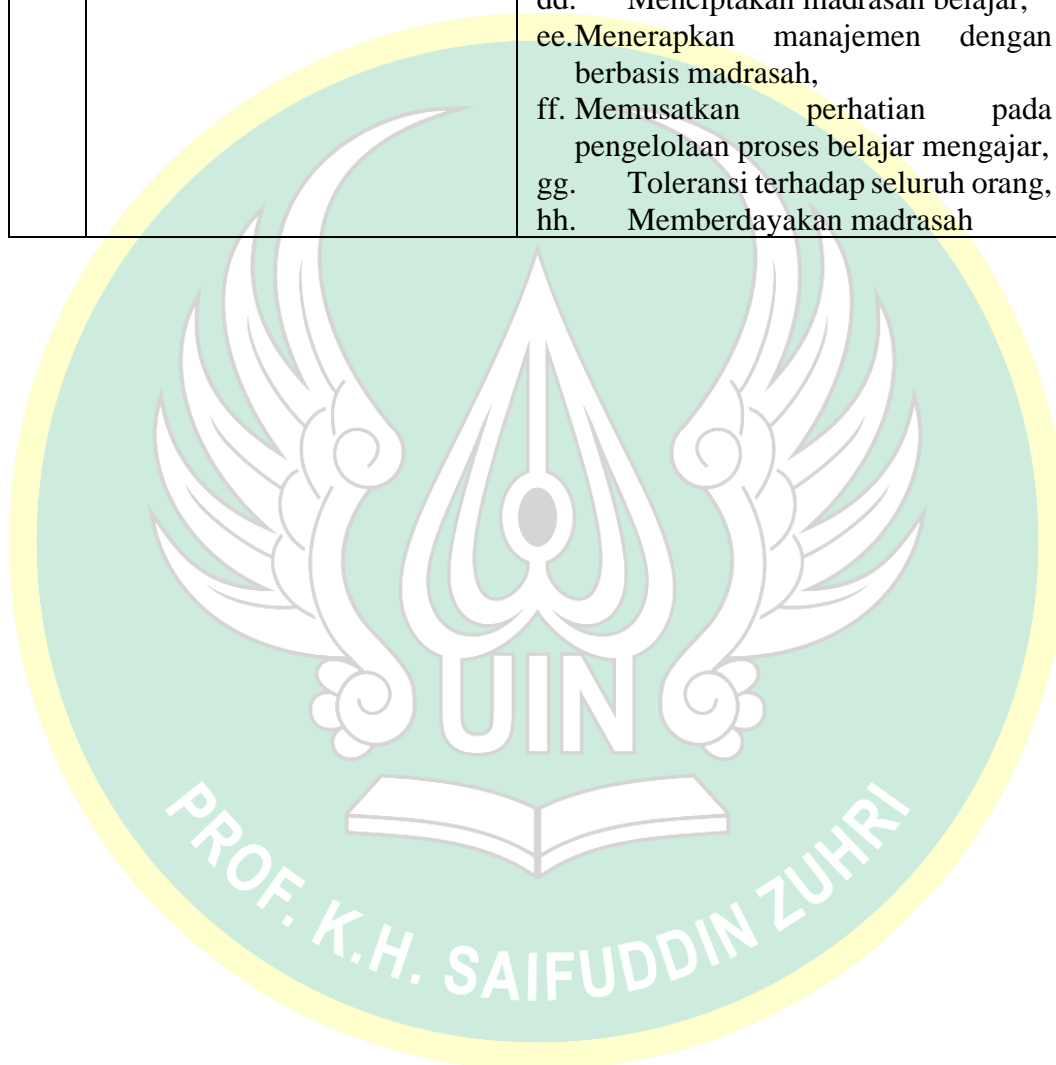 dd. Menciptakan madrasah belajar,
ee.Menerapkan manajemen dengan
berbasis madrasah,
ff. Memusatkan perhatian pada
pengelolaan proses belajar mengajar,
gg. Toleransi terhadap seluruh orang,
hh. Memberdayakan madrasah
UIN
PROF. K.H. SAIFUDDIN ZUHRI